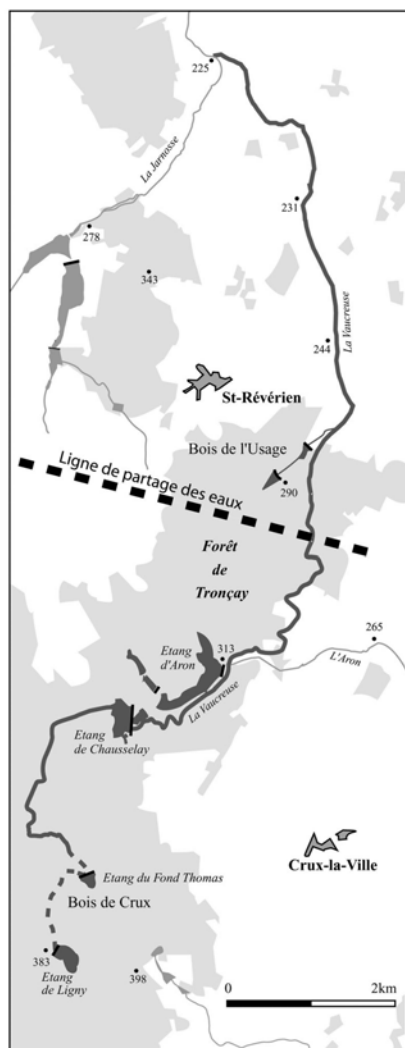 225
La Jarnosse
231
278
343
244
La Vaucreuse
St-Révérien
Bois de l'Usage
Ligne de partage des eaux
290
Forêt
de
Tronçay
Etang
d'Aron
313
265
L'Aron
La Vaucreuse
Etang
de Chausselay
Crux-la-Ville
Etang du Fond Thomas
Bois de Crux
383
Etang
de Ligny
398
0
2km